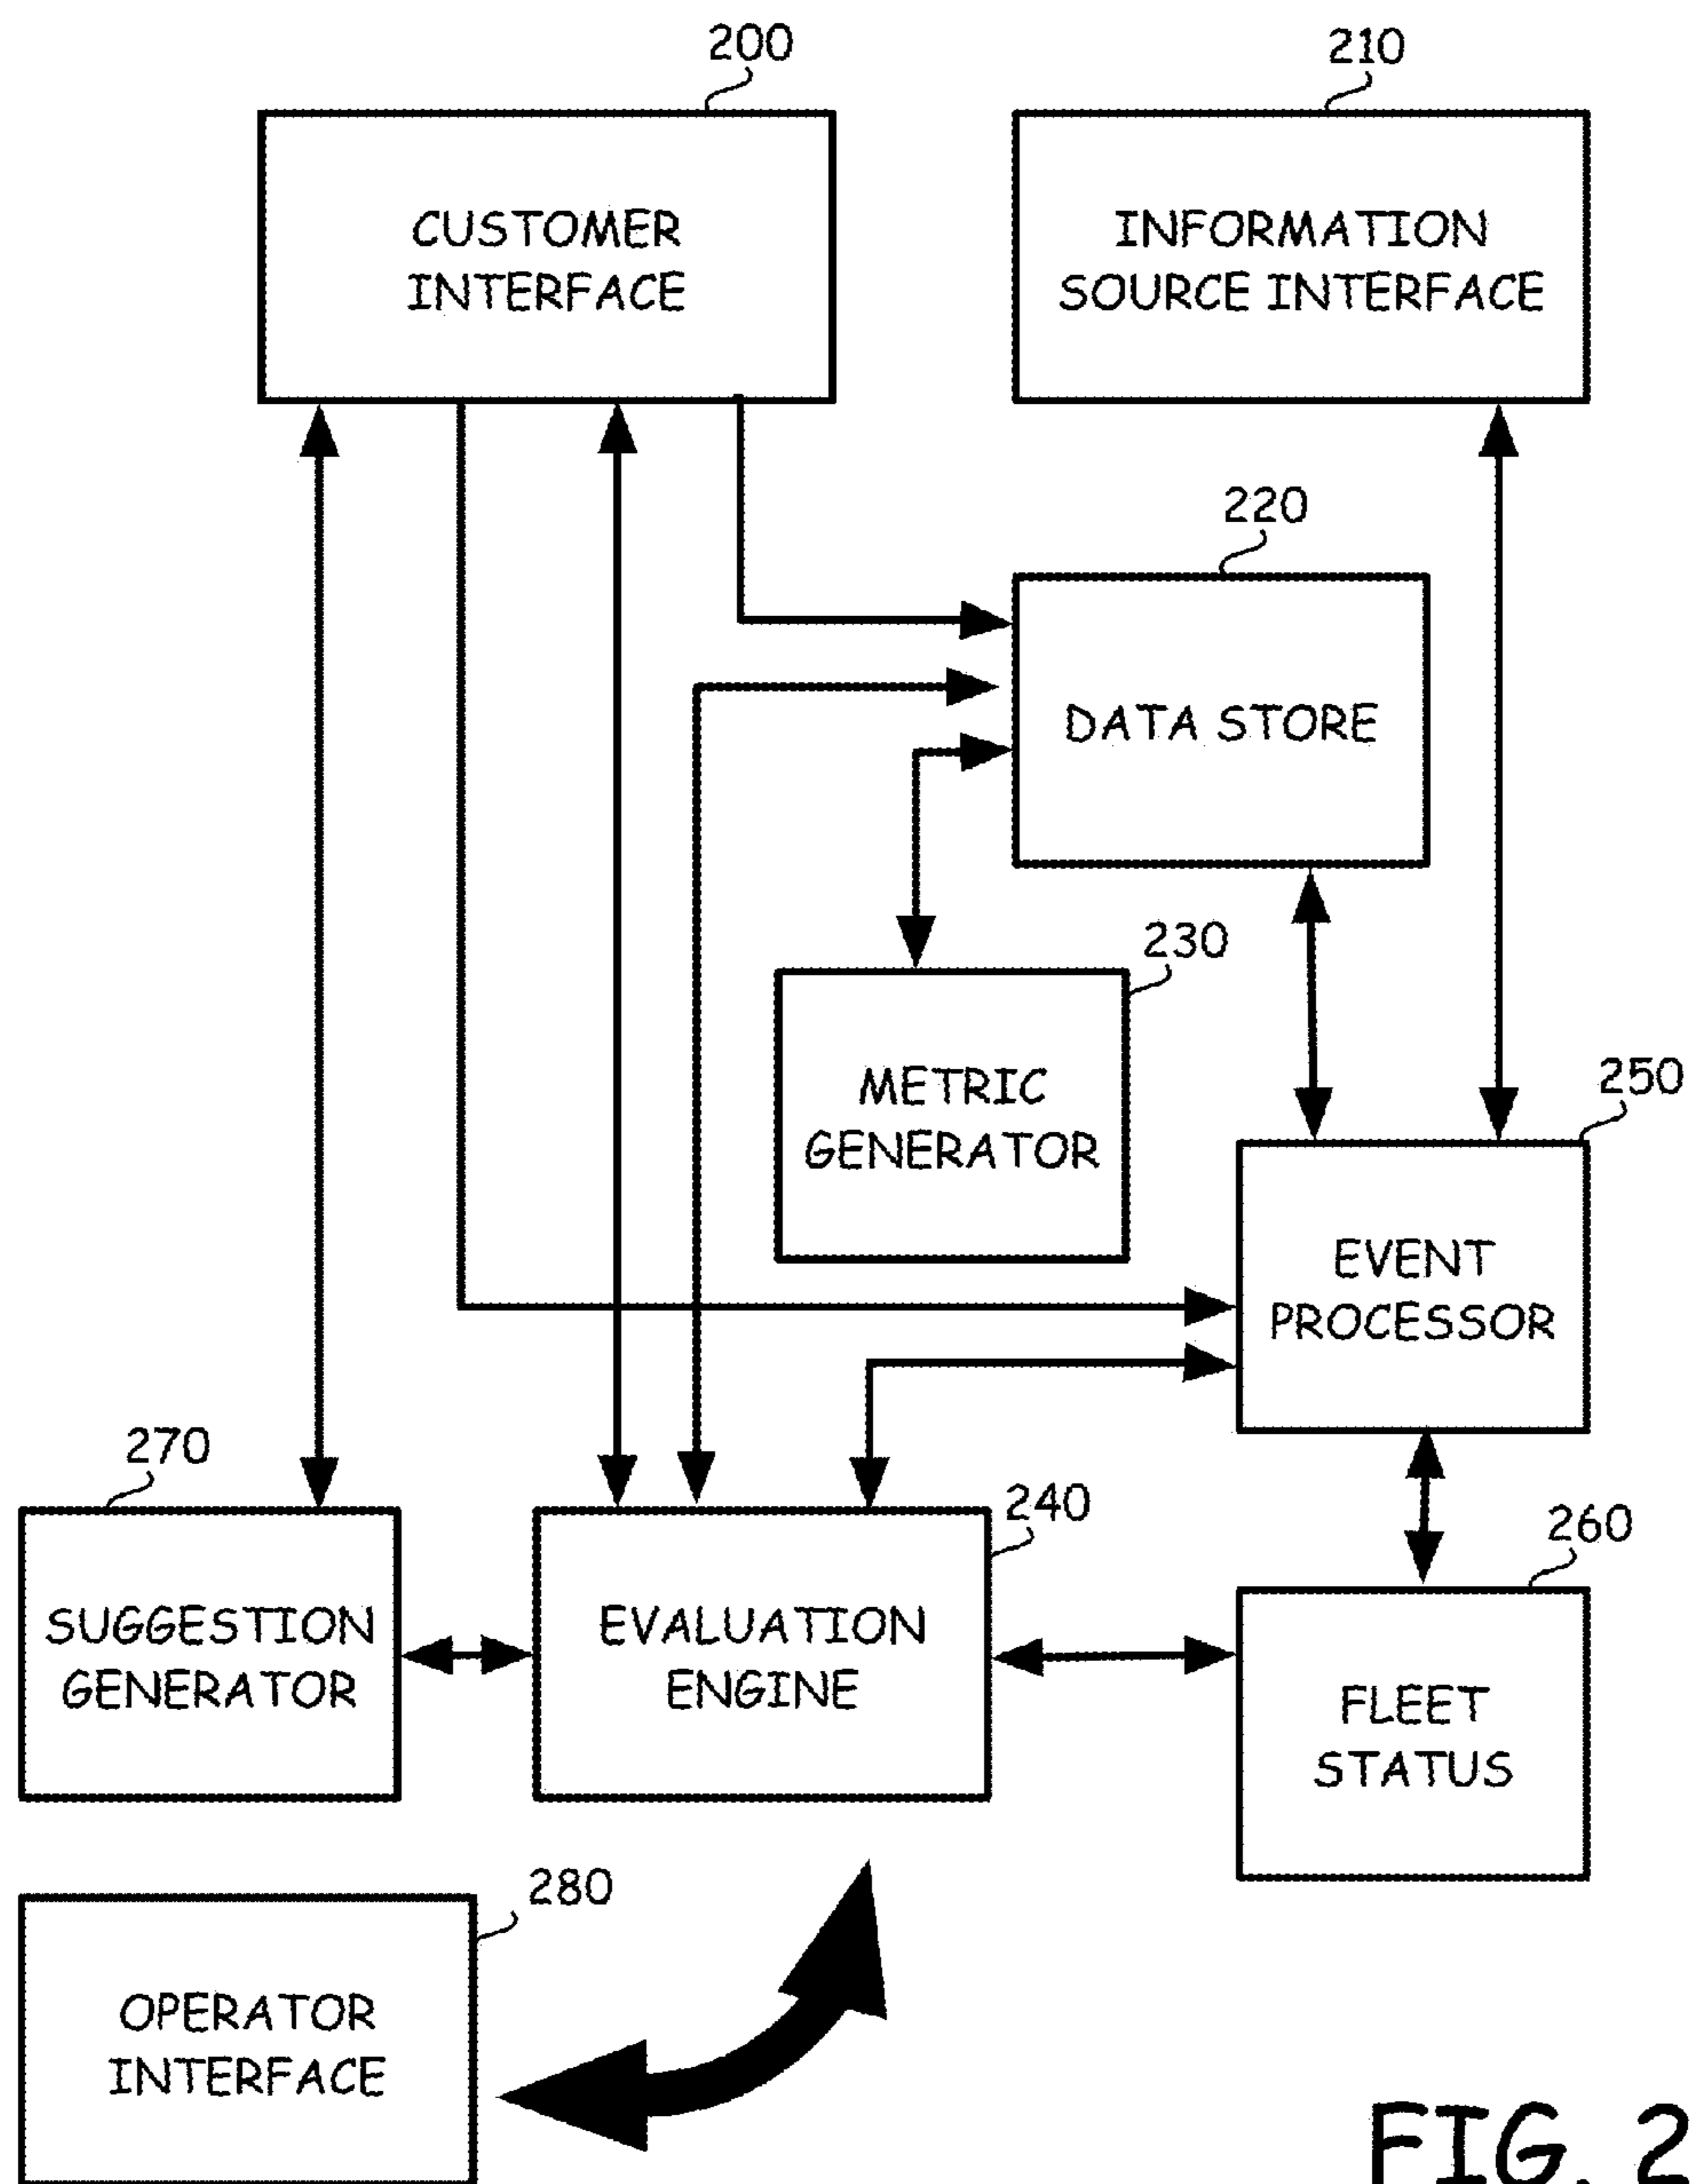 200
210
CUSTOMER
INTERFACE
INFORMATION
SOURCE INTERFACE
220
DATA STORE
230
METRIC
GENERATOR
250
EVENT
PROCESSOR
270
240
260
SUGGESTION
GENERATOR
EVALUATION
ENGINE
FLEET
STATUS
280
OPERATOR
INTERFACE
FIG. 2